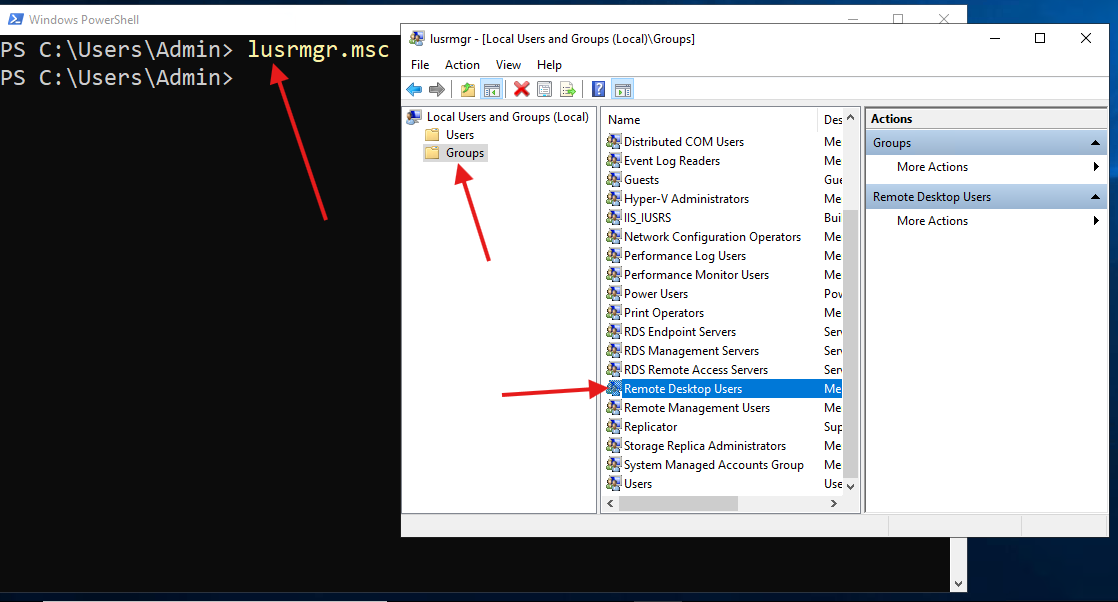 Windows PowerShell
PS C:\Users\Admin> lusrmgr.msc
PS C:\Users\Admin>
lusrmgr - [Local Users and Groups (Local)\Groups]
File Action View Help
Local Users and Groups (Local)
Users
Groups
Name Des
Distributed COM Users Me
Event Log Readers Me
Guests Gue
Hyper-V Administrators Me
IIS_IUSRS Bui
Network Configuration Operators Me
Performance Log Users Me
Performance Monitor Users Me
Power Users Pov
Print Operators Me
RDS Endpoint Servers Ser
RDS Management Servers Ser
RDS Remote Access Servers Ser
Remote Desktop Users Me
Remote Management Users Me
Replicator Sup
Storage Replica Administrators Me
System Managed Accounts Group Me
Users Use
Actions
Groups
More Actions
Remote Desktop Users
More Actions